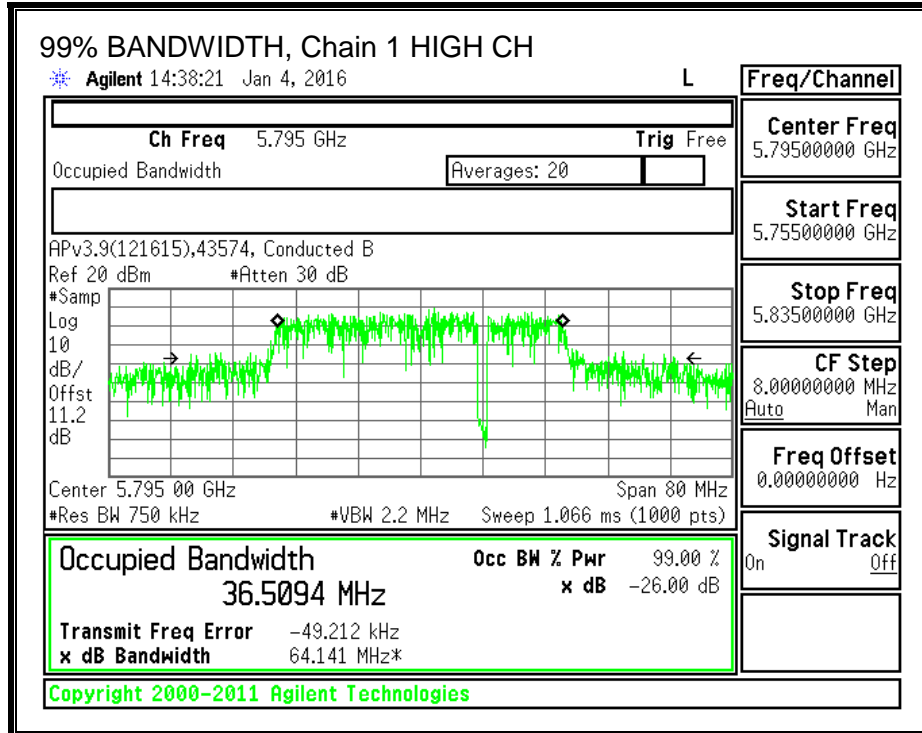 99% BANDWIDTH, Chain 1 HIGH CH
Agilent 14:38:21 Jan 4, 2016 L
Ch Freq 5.795 GHz Trig Free
Occupied Bandwidth Averages: 20
APv3.9(121615),43574, Conducted B
Ref 20 dBm #Atten 30 dB
#Samp
Log
10
dB/
Offst
11.2
dB
Center 5.795 00 GHz Span 80 MHz
#Res BW 750 kHz #VBW 2.2 MHz Sweep 1.066 ms (1000 pts)
Occupied Bandwidth Occ BW % Pwr 99.00 %
36.5094 MHz x dB -26.00 dB
Transmit Freq Error -49.212 kHz
x dB Bandwidth 64.141 MHz*
Copyright 2000-2011 Agilent Technologies
Freq/Channel
Center Freq
5.79500000 GHz
Start Freq
5.75500000 GHz
Stop Freq
5.83500000 GHz
CF Step
8.00000000 MHz
Auto Man
Freq Offset
0.00000000 Hz
Signal Track
On Off